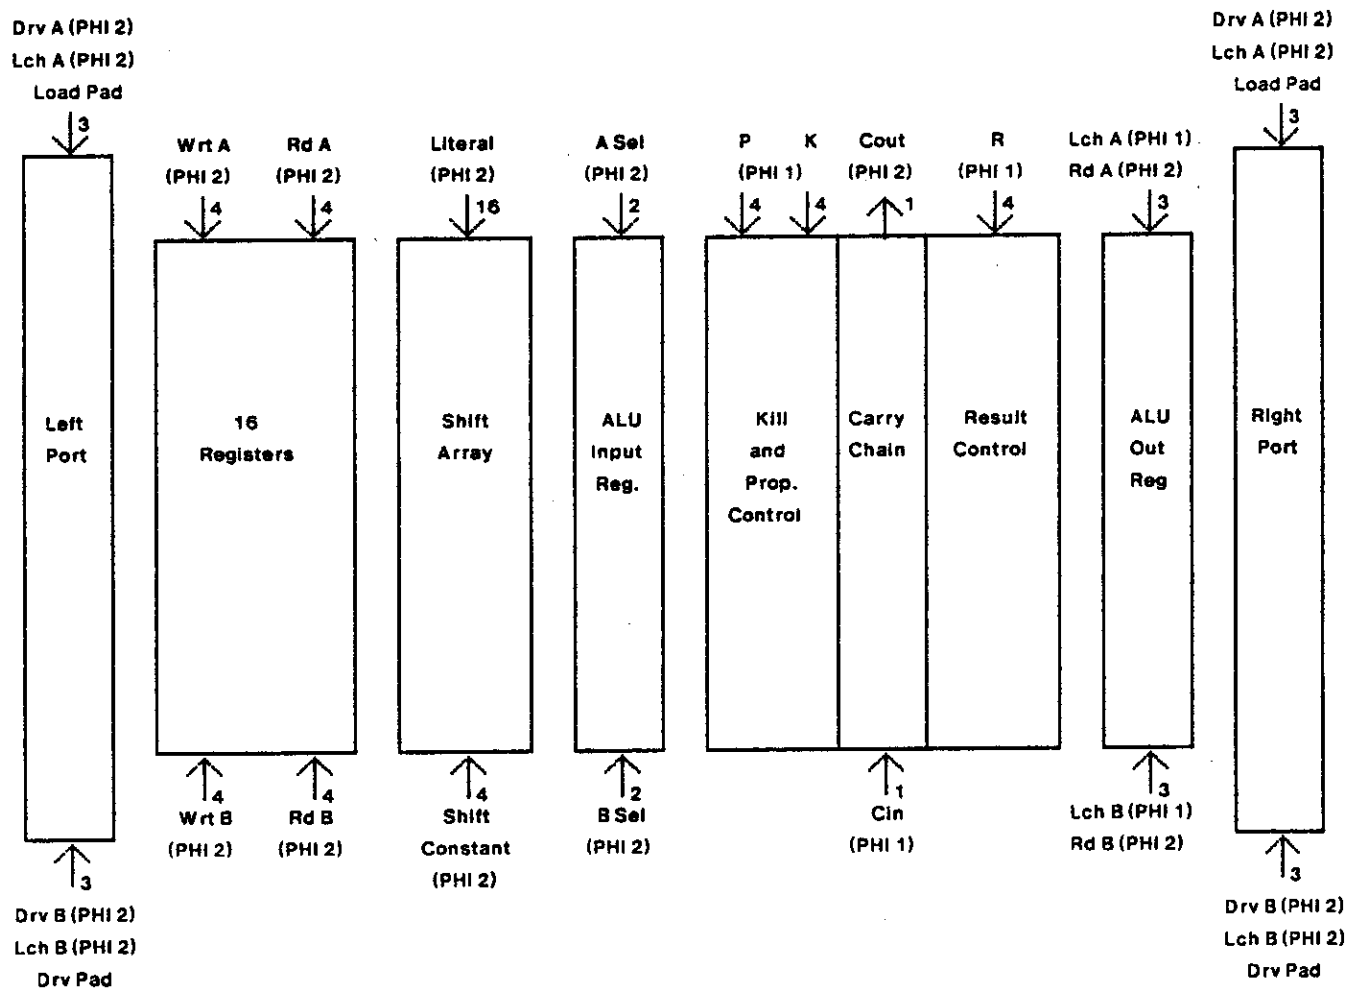 Drv A (PHI 2)
Lch A (PHI 2)
Load Pad
3
Drv A (PHI 2)
Lch A (PHI 2)
Load Pad
3
Wrt A
(PHI 2)
4
Rd A
(PHI 2)
4
Literal
(PHI 2)
16
A Sel
(PHI 2)
2
P K
(PHI 1)
4 4
Cout
(PHI 2)
1
R
(PHI 1)
4
Lch A (PHI 1)
Rd A (PHI 2)
3
Left
Port
16
Registers
Shift
Array
ALU
Input
Reg.
Kill
and
Prop.
Control
Carry
Chain
Result
Control
ALU
Out
Reg
Right
Port
4
Wrt B
(PHI 2)
4
Rd B
(PHI 2)
4
Shift
Constant
(PHI 2)
2
B Sel
(PHI 2)
1
Cin
(PHI 1)
3
Lch B (PHI 1)
Rd B (PHI 2)
3
Drv B (PHI 2)
Lch B (PHI 2)
Drv Pad
3
Drv B (PHI 2)
Lch B (PHI 2)
Drv Pad